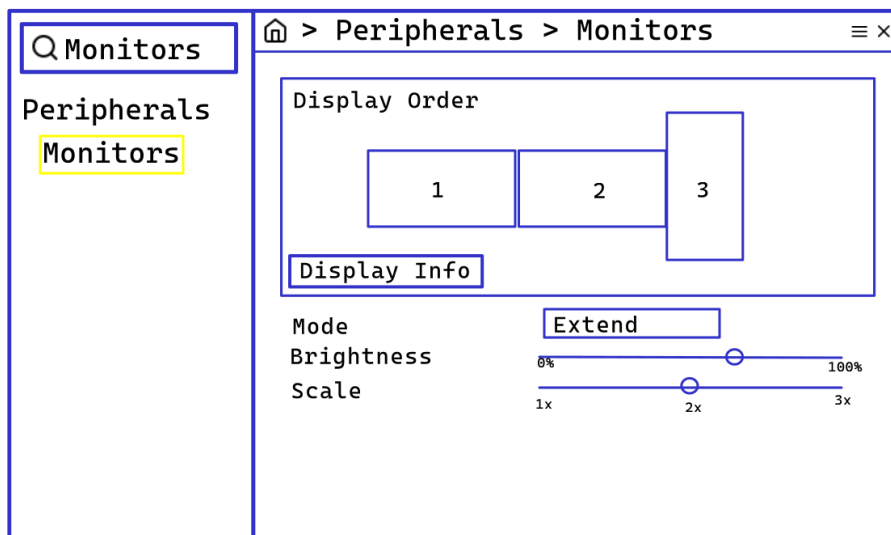 Monitors
Peripherals
Monitors
> Peripherals > Monitors
Display Order
1 2 3
Display Info
Mode Extend
Brightness 0% 100%
Scale 1x 2x 3x